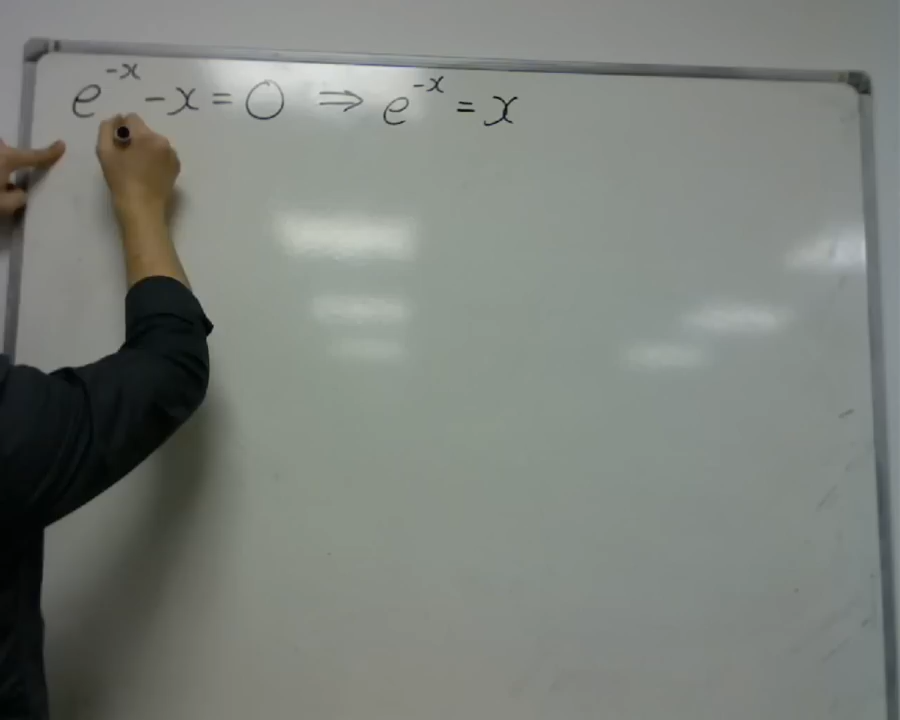 e^{-x} - x = 0 ⇒ e^{-x} = x